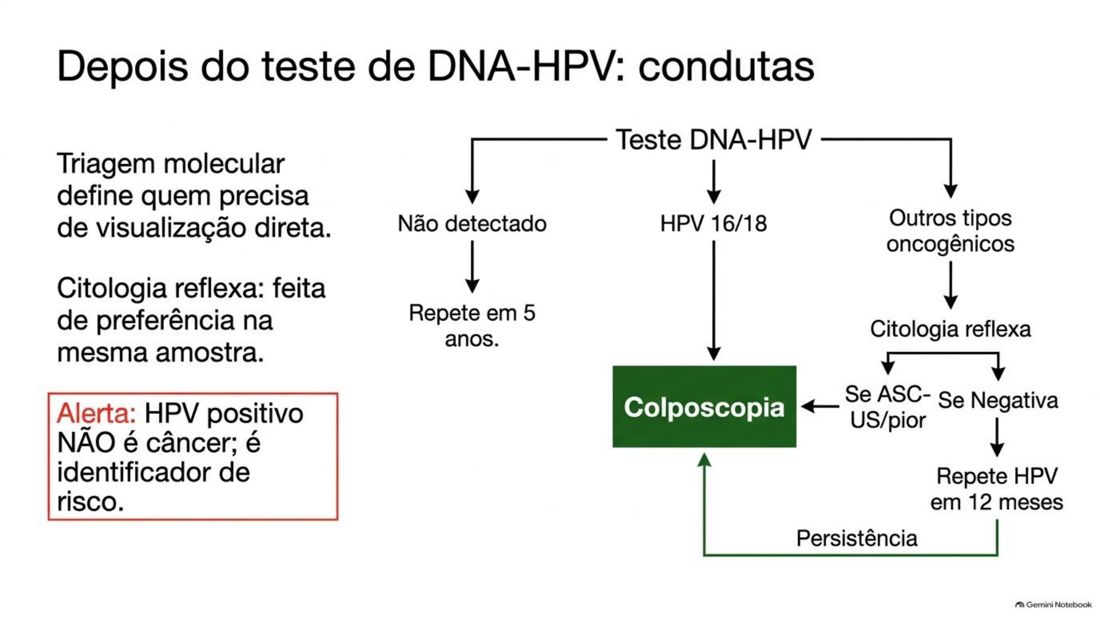 Depois do teste de DNA-HPV: condutas
Triagem molecular
define quem precisa
de visualização direta.
Citologia reflexa: feita
de preferência na
mesma amostra.
Alerta: HPV positivo
NÃO é câncer; é
identificador de
risco.
Teste DNA-HPV
Não detectado
Repete em 5
anos.
HPV 16/18
Colposcopia
Outros tipos
oncogênicos
Citologia reflexa
Se ASC-
US/pior
Se Negativa
Repete HPV
em 12 meses
Persistência
Gemini Notebook